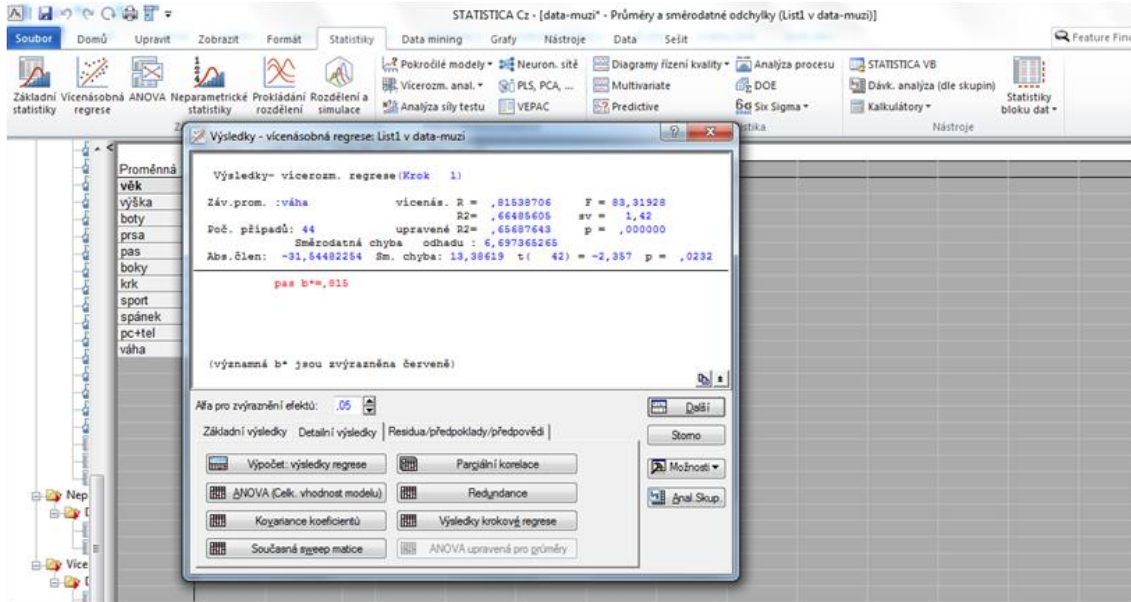 STATISTICA Cz - [data-muzi* - Průměry a směrodatné odchylky (List1 v data-muzi)]
Soubor Domů Upravit Zobrazit Formát Statistiky Data mining Grafy Nástroje Data Sešit Feature Find
Základní statistiky
Vícenásobná regrese
ANOVA
Neparametrické statistiky
Prokládání rozdělení
Rozdělení a simulace
Pokročilé modely Neuron. sítě
Vícerozm. anal. PLS, PCA, ...
Analýza síly testu VEPAC
Diagramy řízení kvality Analýza procesu
Multivariate DOE
Predictive Six Sigma
STATISTICA VB
Dávk. analýza (dle skupin)
Kalkulátory
Statistiky bloku dat
Nástroje
Výsledky - vícenásobná regrese: List1 v data-muzi
Proměnná
věk
výška
boty
prsa
pas
boky
krk
sport
spánek
pc+tel
váha
Nep
Více
Výsledky- vícerozm. regrese(Krok 1)
Záv.prom. :váha vícenás. R = ,81538706 F = 83,31928
R2= ,66485605 sv = 1,42
Poč. případů: 44 upravené R2= ,65687643 p = ,000000
Směrodatná chyba odhadu : 6,697365265
Abs.člen: -31,54482254 Sm. chyba: 13,38619 t( 42) = -2,357 p = ,0232
pas b*=,815
(významná b* jsou zvýrazněna červeně)
Alfa pro zvýraznění efektů: ,05
Další
Základní výsledky Detailní výsledky Residua/předpoklady/předpovědi
Storno
Výpočet: výsledky regrese Parciální korelace
Možnosti
ANOVA (Celk. vhodnost modelu) Redundance
Anal.Skup.
Kovariance koeficientů Výsledky krokové regrese
Současná sweep matice ANOVA upravená pro průměry